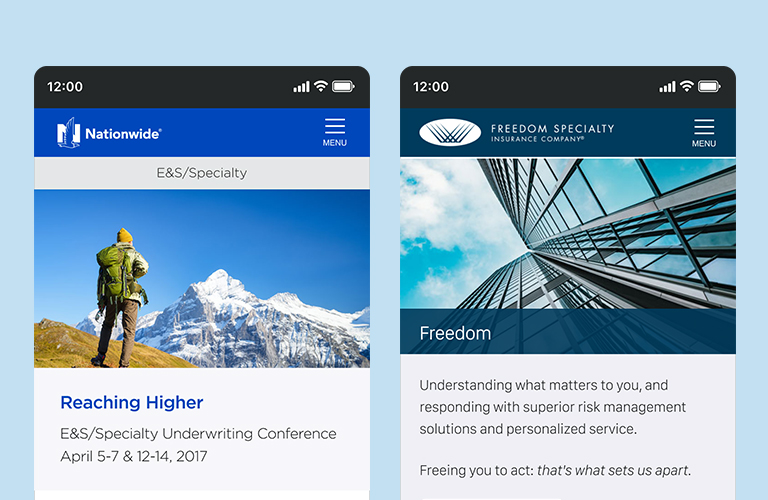 12:00
Nationwide®
MENU
E&S/Specialty
Reaching Higher
E&S/Specialty Underwriting Conference
April 5-7 & 12-14, 2017
12:00
FREEDOM SPECIALTY
INSURANCE COMPANY®
MENU
Freedom
Understanding what matters to you, and
responding with superior risk management
solutions and personalized service.
Freeing you to act: that's what sets us apart.